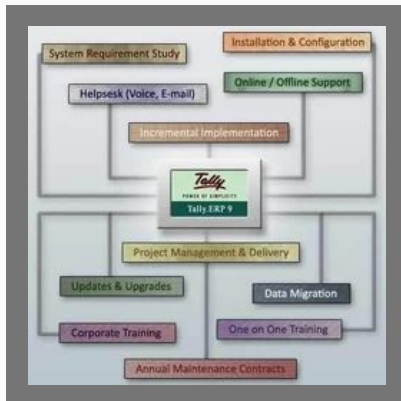 Installation & Configuration
System Requirement Study
Online / Offline Support
Helpsesk (Voice, E-mail)
Incremental Implementation
Tally
POWER OF SIMPLICITY
Tally.ERP 9
Project Management & Delivery
Updates & Upgrades
Data Migration
Corporate Training
One on One Training
Annual Maintenance Contracts